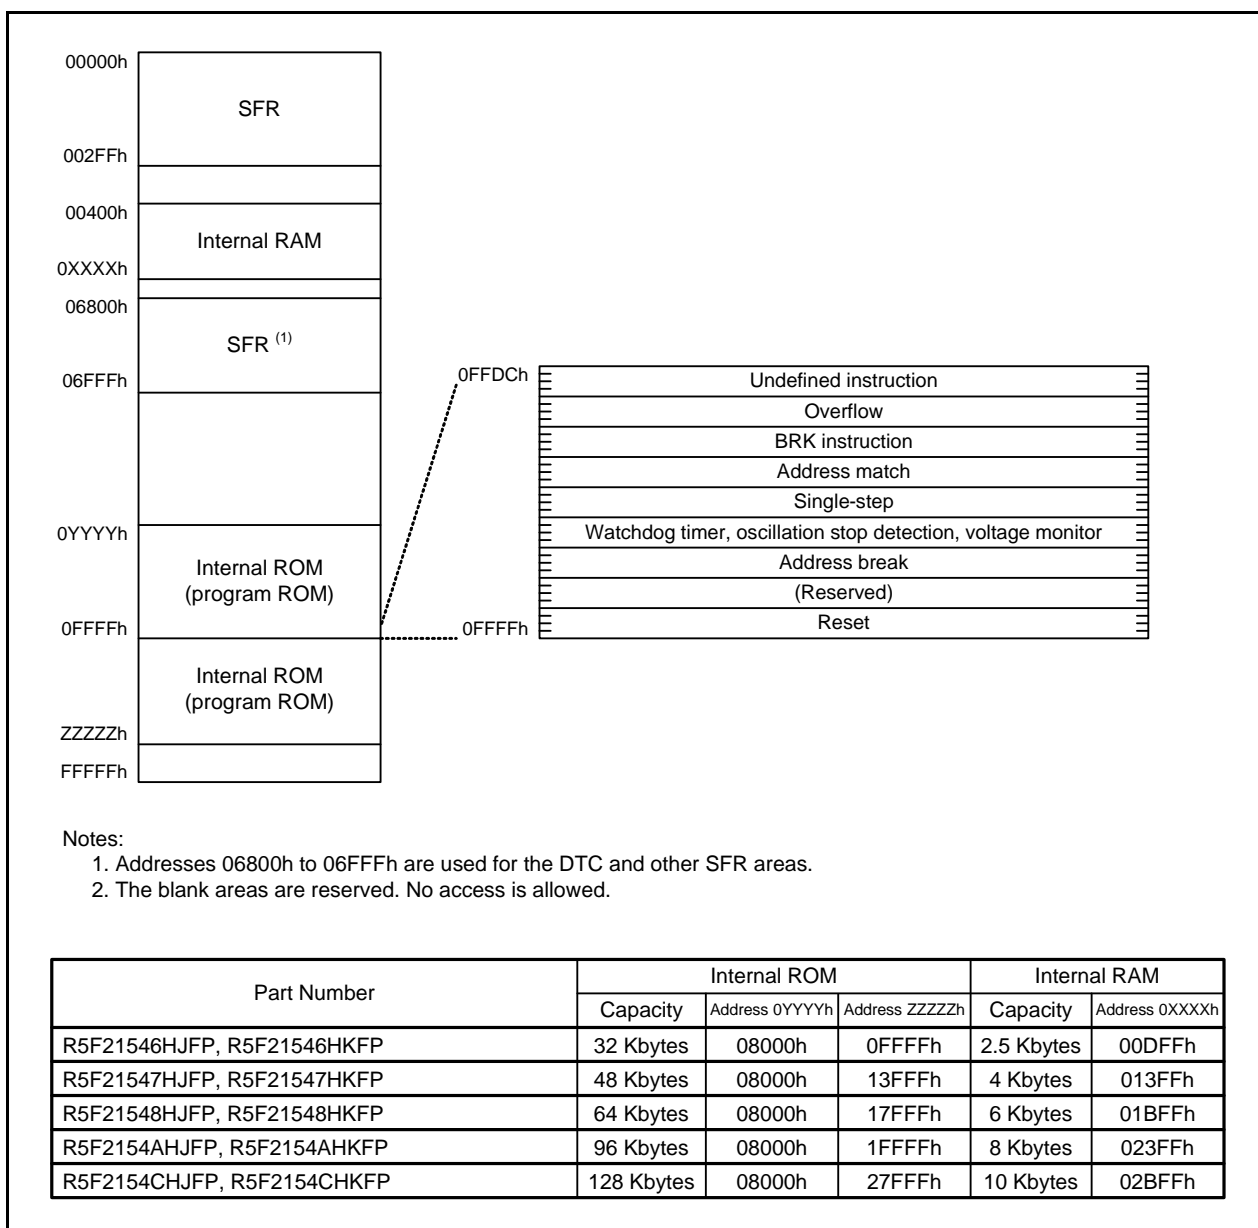 00000h
SFR
002FFh
00400h
Internal RAM
0XXXXh
06800h
SFR (1)
06FFFh
0FFDCh
Undefined instruction
Overflow
BRK instruction
Address match
Single-step
Watchdog timer, oscillation stop detection, voltage monitor
Address break
(Reserved)
Reset
0FFFFh
0YYYYh
Internal ROM
(program ROM)
0FFFFh
Internal ROM
(program ROM)
ZZZZZh
FFFFFh
Notes:
1. Addresses 06800h to 06FFFh are used for the DTC and other SFR areas.
2. The blank areas are reserved. No access is allowed.
Part Number Internal ROM Internal RAM
Capacity Address 0YYYYh Address ZZZZZh Capacity Address 0XXXXh
R5F21546HJFP, R5F21546HKFP 32 Kbytes 08000h 0FFFFh 2.5 Kbytes 00DFFh
R5F21547HJFP, R5F21547HKFP 48 Kbytes 08000h 13FFFh 4 Kbytes 013FFh
R5F21548HJFP, R5F21548HKFP 64 Kbytes 08000h 17FFFh 6 Kbytes 01BFFh
R5F2154AHJFP, R5F2154AHKFP 96 Kbytes 08000h 1FFFFh 8 Kbytes 023FFh
R5F2154CHJFP, R5F2154CHKFP 128 Kbytes 08000h 27FFFh 10 Kbytes 02BFFh